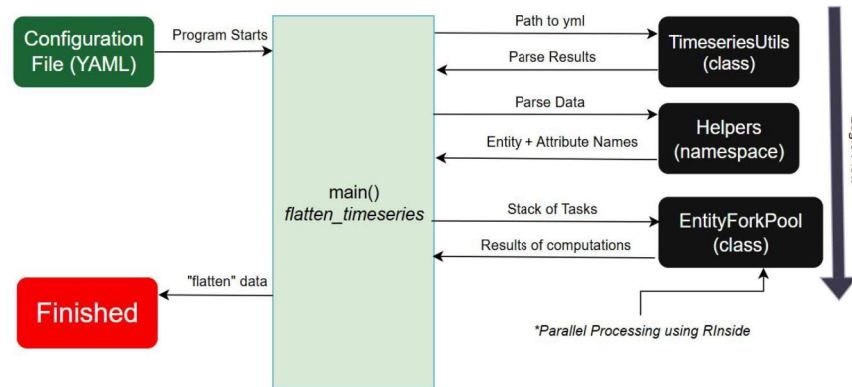 Configuration
File (YAML)
Program Starts
Path to yml
TimeseriesUtils
(class)
Parse Results
Parse Data
Helpers
(namespace)
Entity + Attribute Names
main()
flatten_timeseries
Stack of Tasks
EntityForkPool
(class)
Results of computations
"flatten" data
Finished
*Parallel Processing using RInside